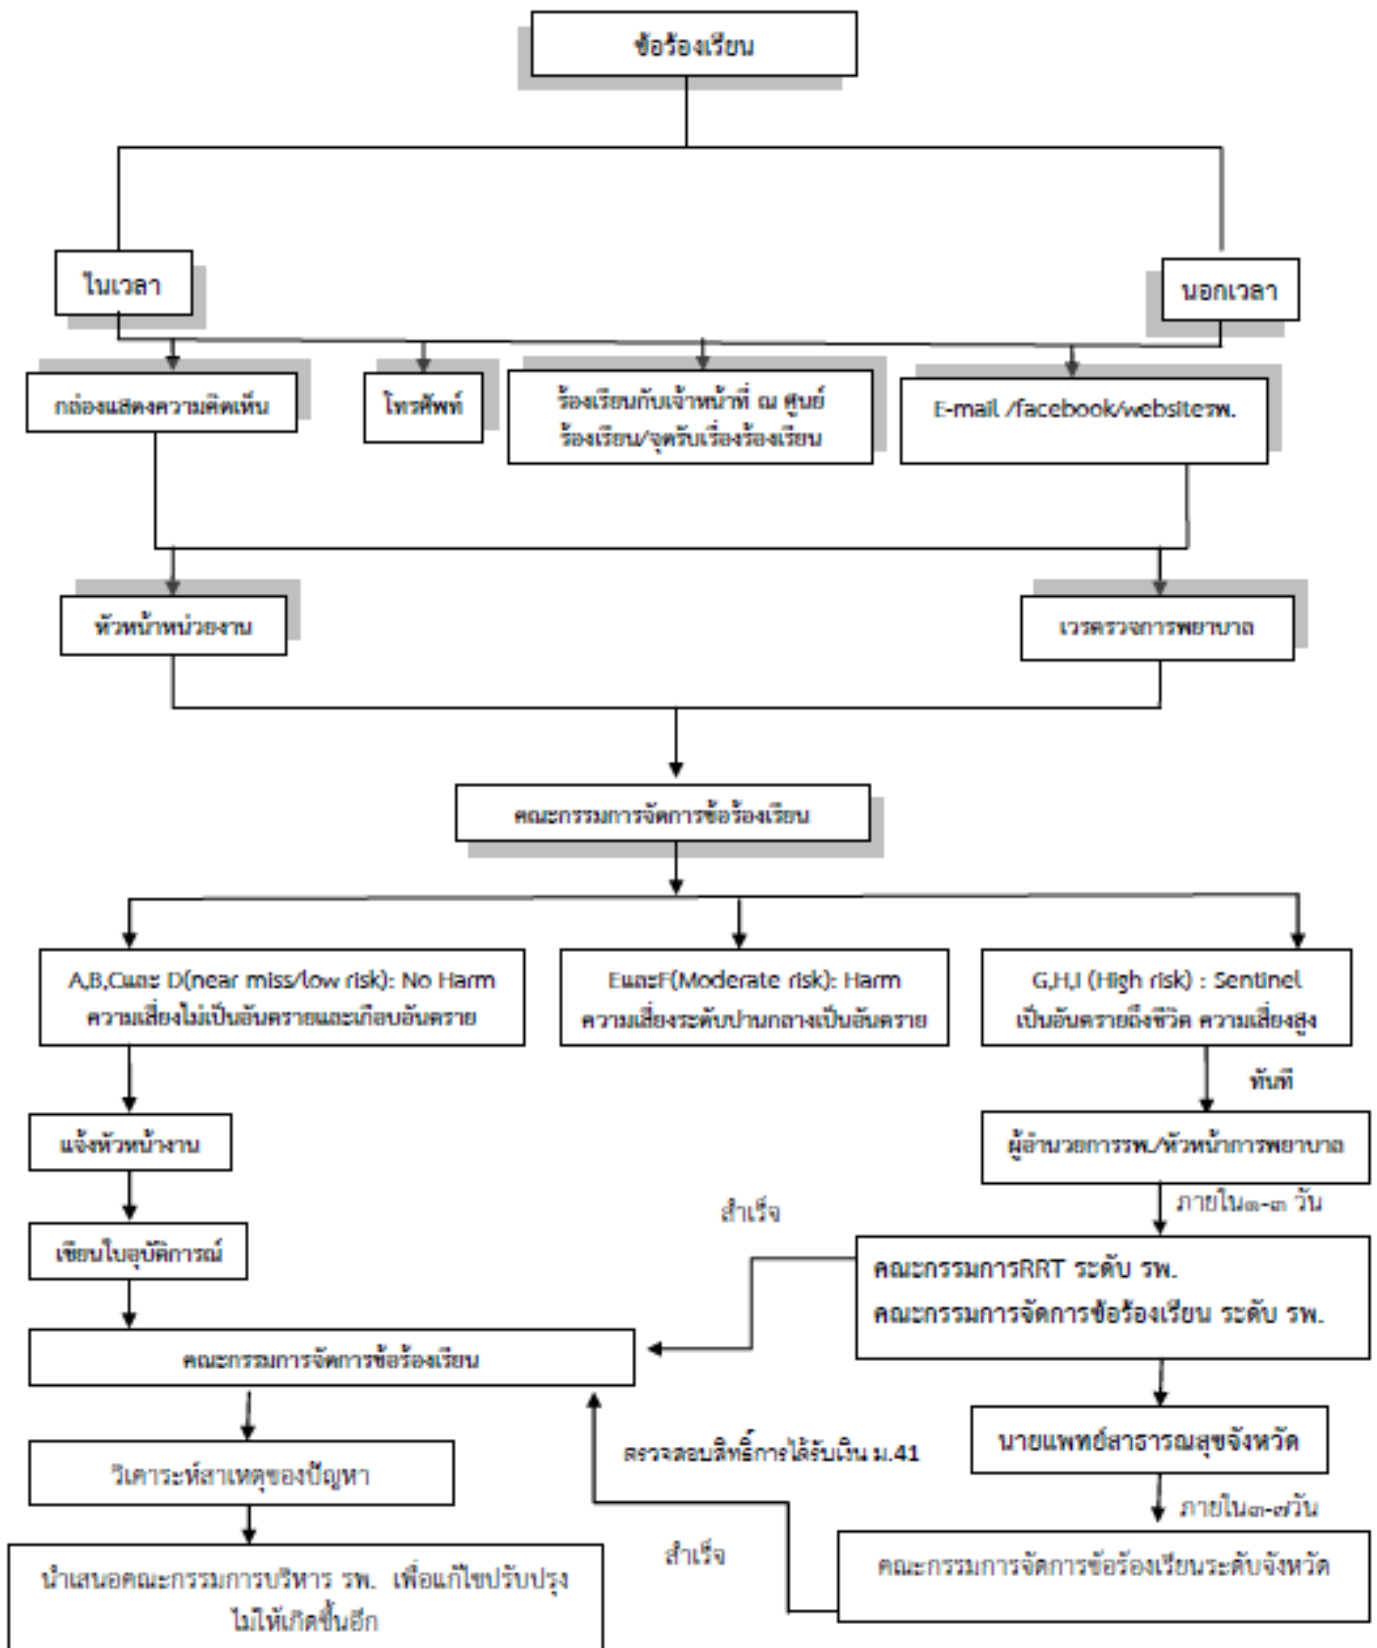 ข้อร้องเรียน
ในเวลา
นอกเวลา
กล่องแสดงความคิดเห็น
โทรศัพท์
ร้องเรียนกับเจ้าหน้าที่ ณ ศูนย์
ร้องเรียน/จุดรับเรื่องร้องเรียน
E-mail /facebook/websiteรพ.
หัวหน้าหน่วยงาน
เวรตรวจการพยาบาล
คณะกรรมการจัดการข้อร้องเรียน
A,B,Cและ D(near miss/low risk): No Harm
ความเสี่ยงไม่เป็นอันตรายและเกือบอันตราย
EและF(Moderate risk): Harm
ความเสี่ยงระดับปานกลางเป็นอันตราย
G,H,I (High risk) : Sentinel
เป็นอันตรายถึงชีวิต ความเสี่ยงสูง
ทันที
แจ้งหัวหน้างาน
ผู้อำนวยการรพ./หัวหน้าการพยาบาล
ภายใน๑-๓ วัน
สำเร็จ
เขียนใบอุบัติการณ์
คณะกรรมการRRT ระดับ รพ.
คณะกรรมการจัดการข้อร้องเรียน ระดับ รพ.
คณะกรรมการจัดการข้อร้องเรียน
นายแพทย์สาธารณสุขจังหวัด
ตรวจสอบสิทธิ์การได้รับเงิน ม.41
วิเคราะห์สาเหตุของปัญหา
ภายใน๓-๗วัน
สำเร็จ
คณะกรรมการจัดการข้อร้องเรียนระดับจังหวัด
นำเสนอคณะกรรมการบริหาร รพ. เพื่อแก้ไขปรับปรุง
ไม่ให้เกิดขึ้นอีก